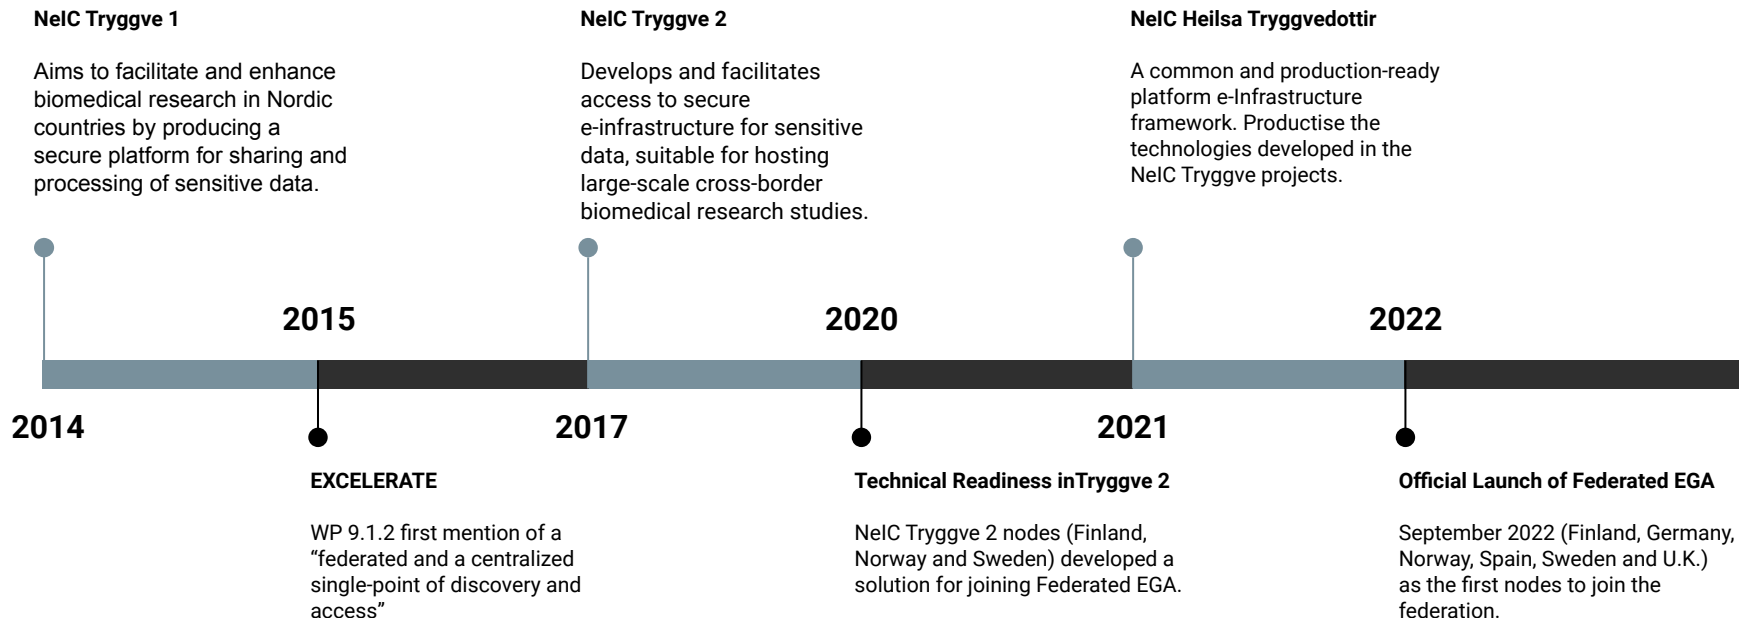 NeIC Tryggve 1
Aims to facilitate and enhance
biomedical research in Nordic
countries by producing a
secure platform for sharing and
processing of sensitive data.
NeIC Tryggve 2
Develops and facilitates
access to secure
e-infrastructure for sensitive
data, suitable for hosting
large-scale cross-border
biomedical research studies.
NeIC Heilsa Tryggvedottir
A common and production-ready
platform e-Infrastructure
framework. Productise the
technologies developed in the
NeIC Tryggve projects.
2015
2020
2022
2014
2017
2021
EXCELERATE
WP 9.1.2 first mention of a
“federated and a centralized
single-point of discovery and
access”
Technical Readiness inTryggve 2
NeIC Tryggve 2 nodes (Finland,
Norway and Sweden) developed a
solution for joining Federated EGA.
Official Launch of Federated EGA
September 2022 (Finland, Germany,
Norway, Spain, Sweden and U.K.)
as the first nodes to join the
federation.